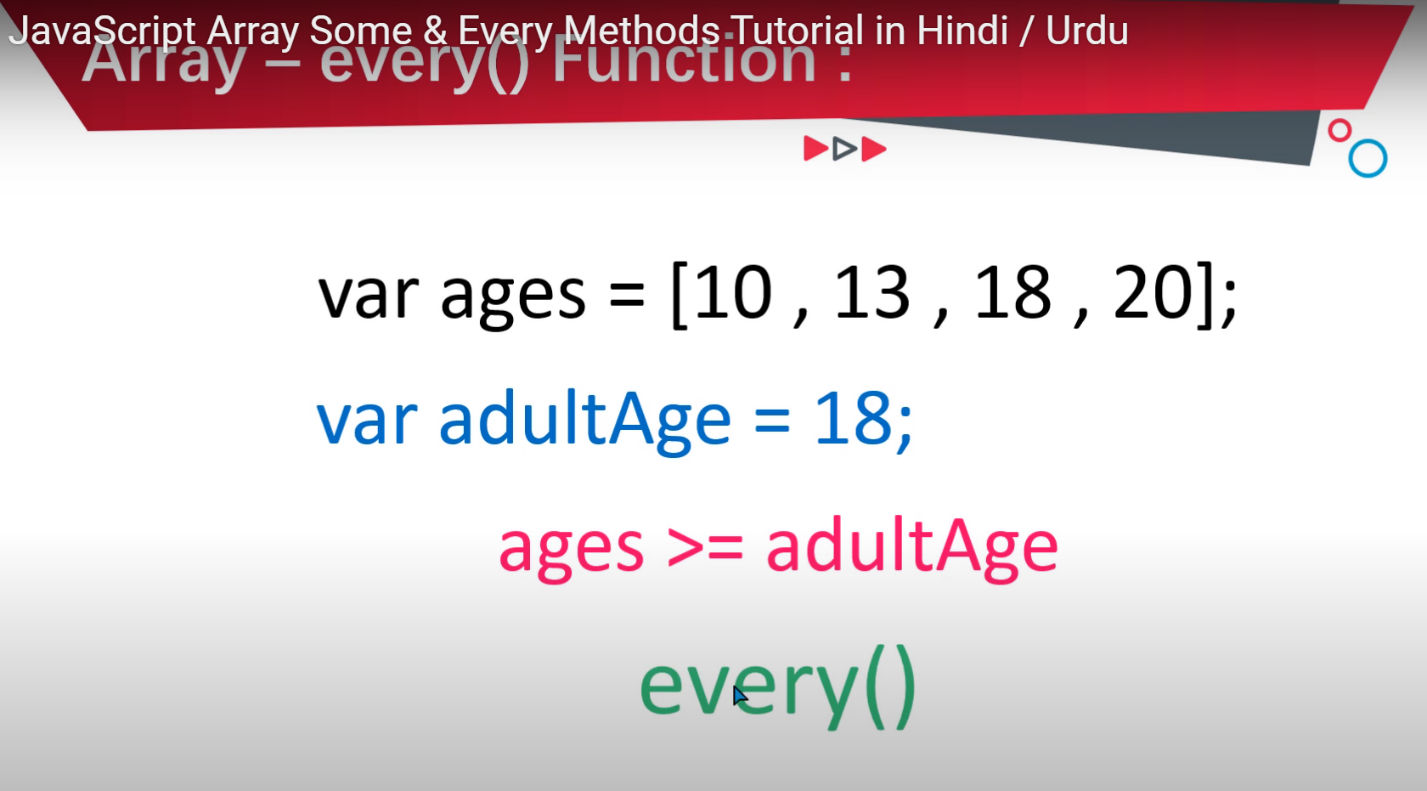 JavaScript Array Some & Every Methods Tutorial in Hindi / Urdu
Array – every() Function :
var ages = [10 , 13 , 18 , 20];
var adultAge = 18;
ages >= adultAge
every()